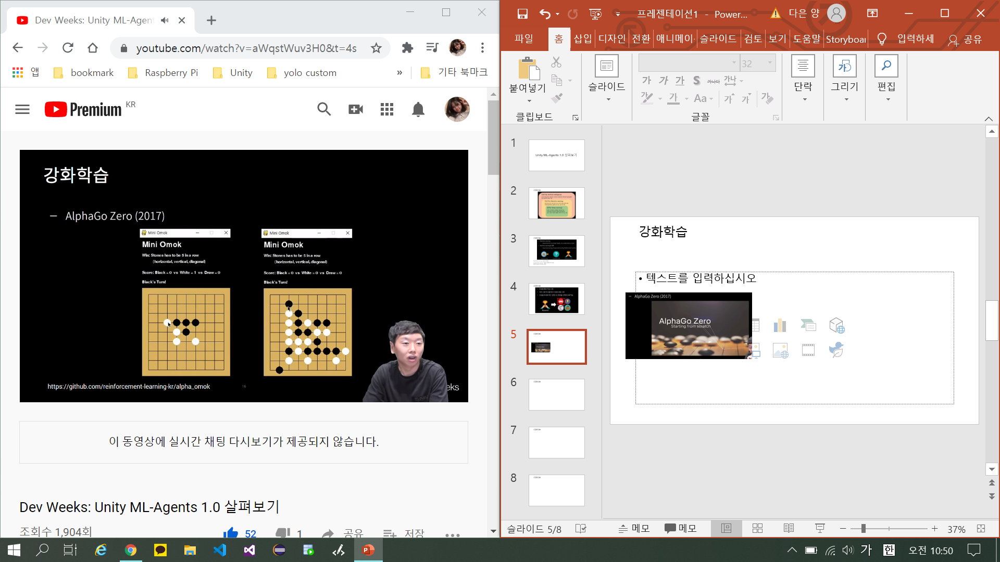 Dev Weeks: Unity ML-Agen
youtube.com/watch?v=aWqstWuv3H0&t=4s
앱
bookmark
Raspberry Pi
Unity
yolo custom
»
기타 북마크
Premium KR
강화학습
– AlphaGo Zero (2017)
Mini Omok
Mini Omok
Win: Stones has to be 5 in a row
(horizontal, vertical, diagonal)
Score: Black = 0 vs White = 1 vs Draw = 0
Black's Turn!
Mini Omok
Mini Omok
Win: Stones has to be 5 in a row
(horizontal, vertical, diagonal)
Score: Black = 0 vs White = 0 vs Draw = 0
Black's Turn!
https://github.com/reinforcement-learning-kr/alpha_omok
16
eks
이 동영상에 실시간 채팅 다시보기가 제공되지 않습니다.
Dev Weeks: Unity ML-Agents 1.0 살펴보기
조회수 1,904회
52
1
공유
저장
프레젠테이션1 - Power...
다은 양
파일
홈
삽입
디자인
전환
애니메이
슬라이드
검토
보기
도움말
Storyboar
입력하세
공유
붙여넣기
클립보드
슬라이드
32
가 가 가 S 가나다 간나
가 가 Aa 가 가 가
글꼴
단락
그리기
편집
1
Unity ML-Agents 1.0 살펴보기
2
3
4
5
6
7
8
강화학습
• 텍스트를 입력하십시오
– AlphaGo Zero (2017)
AlphaGo Zero
Starting from scratch
슬라이드 5/8
메모
메모
37%
가
한
오전 10:50